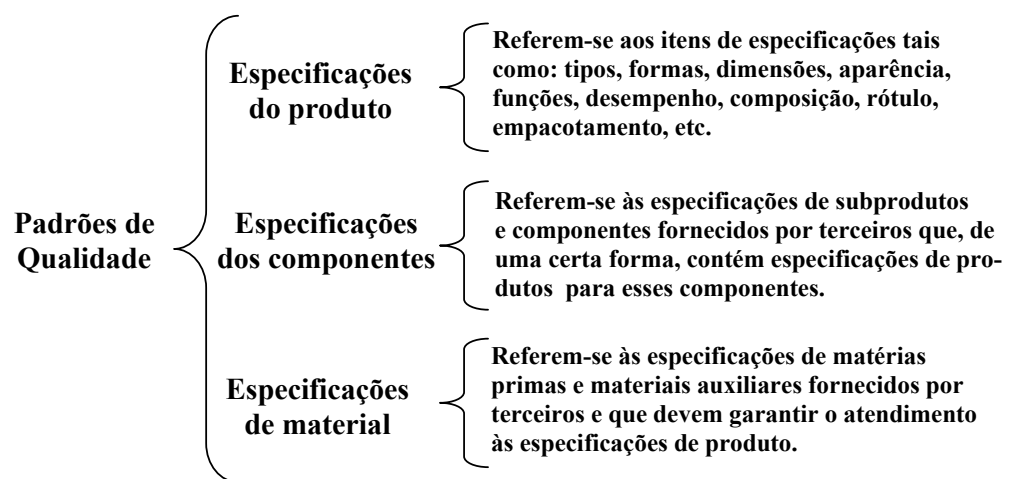 Padrões de
Qualidade
Especificações
do produto
Referem-se aos itens de especificações tais
como: tipos, formas, dimensões, aparência,
funções, desempenho, composição, rótulo,
empacotamento, etc.
Especificações
dos componentes
Referem-se às especificações de subprodutos
e componentes fornecidos por terceiros que, de
uma certa forma, contém especificações de pro-
dutos para esses componentes.
Especificações
de material
Referem-se às especificações de matérias
primas e materiais auxiliares fornecidos por
terceiros e que devem garantir o atendimento
às especificações de produto.